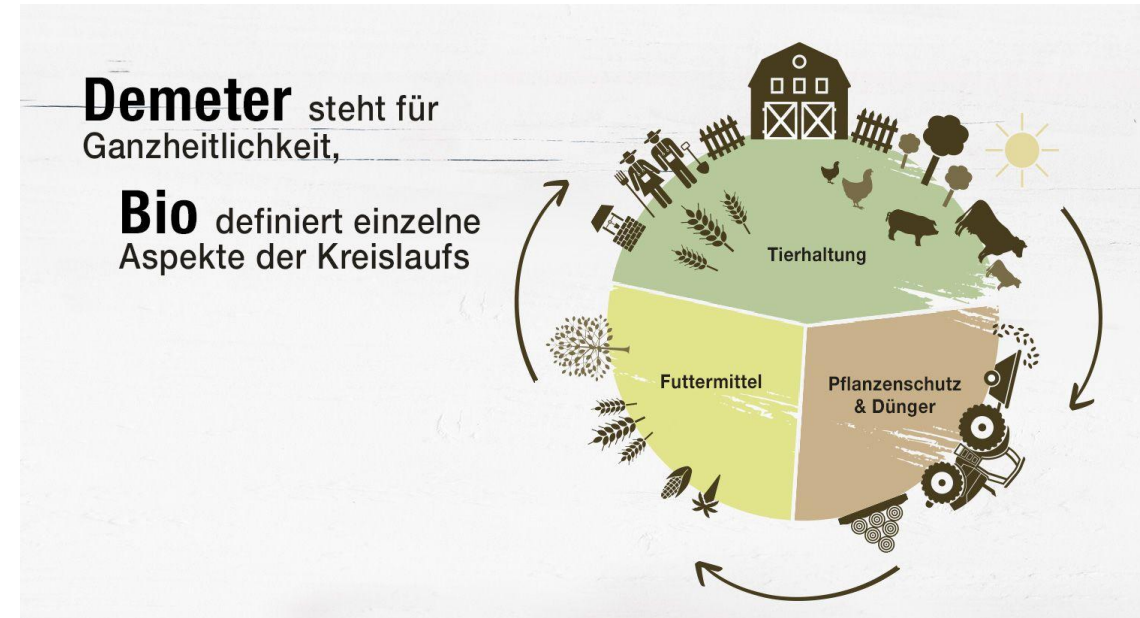 Demeter steht für
Ganzheitlichkeit,
Bio definiert einzelne
Aspekte der Kreislaufs
Tierhaltung
Futtermittel
Pflanzenschutz
& Dünger